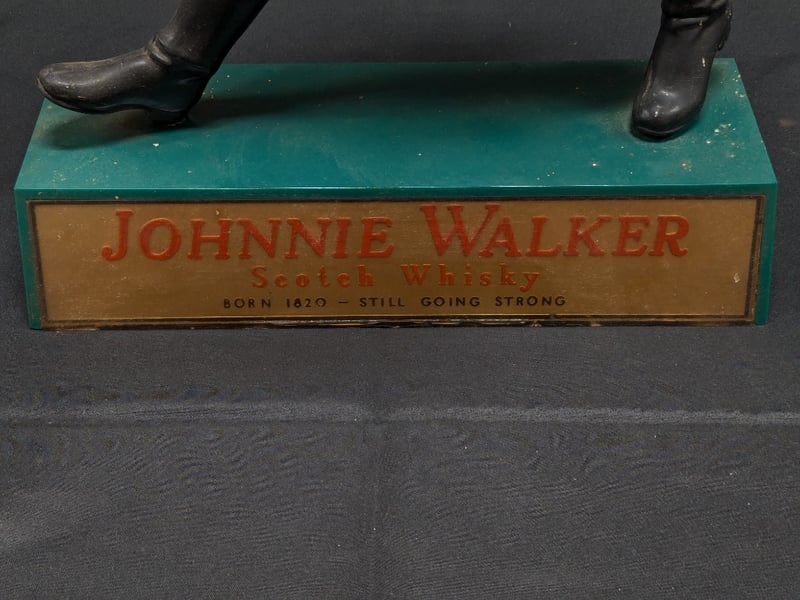 JOHNNIE WALKER
Scotch Whisky
BORN 1820 – STILL GOING STRONG